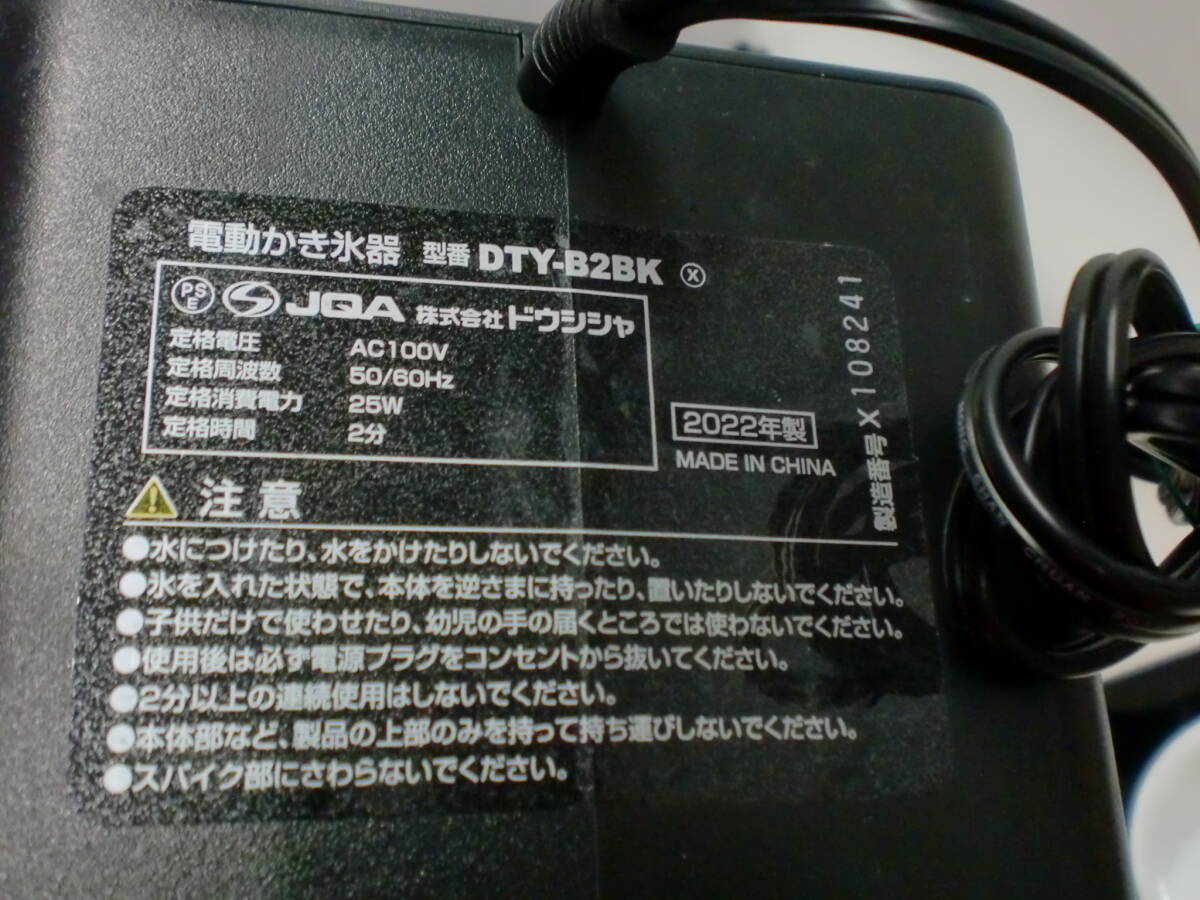 電動かき氷器 型番 DTY-B2BK Ⓧ
PSE JQA 株式会社ドウシシャ
定格電圧 AC100V
定格周波数 50/60Hz
定格消費電力 25W
定格時間 2分
2022年製
MADE IN CHINA
製造番号 X108241
注意
●水につけたり、水をかけたりしないでください。
●氷を入れた状態で、本体を逆さまに持ったり、置いたりしないでください。
●子供だけで使わせたり、幼児の手の届くところでは使わないでください。
●使用後は必ず電源プラグをコンセントから抜いてください。
●2分以上の連続使用はしないでください。
●本体部など、製品の上部のみを持って持ち運びしないでください。
●スパイク部にさわらないでください。